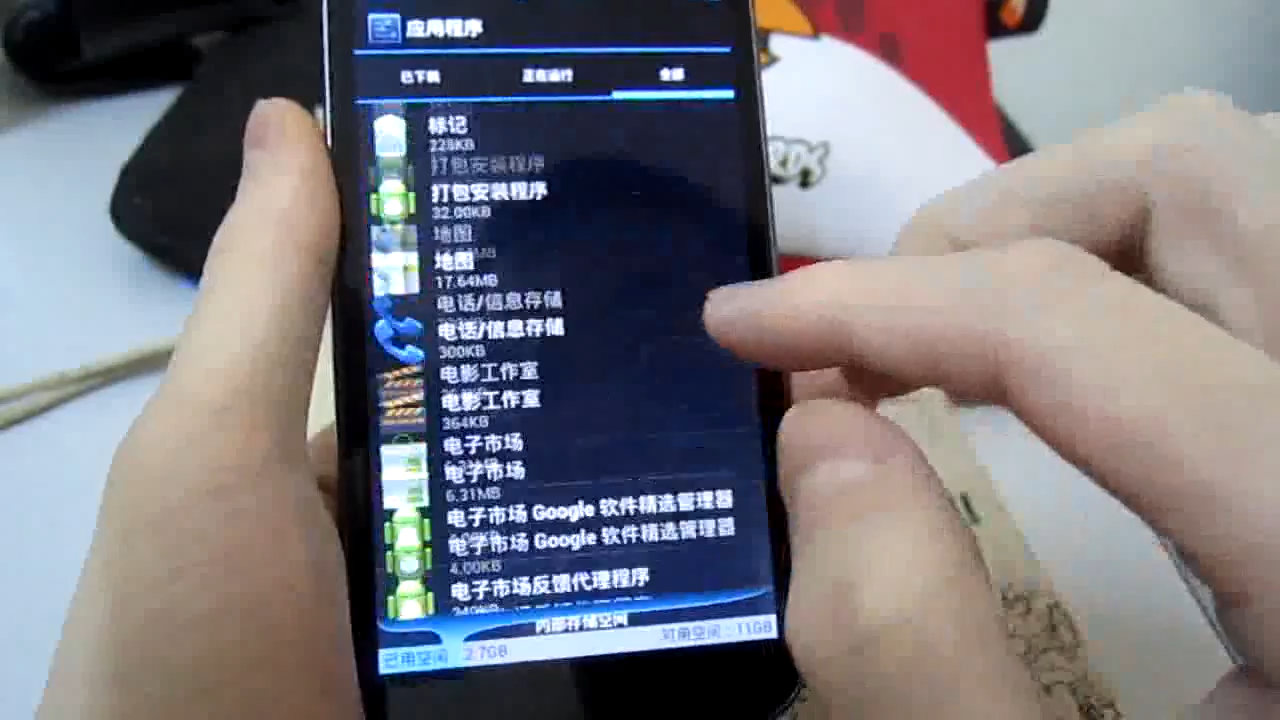 应用程序
已下载 正在运行 全部
标记
228KB
打包安装程序
打包安装程序
32.00KB
地图
地图
17.64MB
电话/信息存储
电话/信息存储
300KB
电影工作室
电影工作室
364KB
电子市场
电子市场
6.31MB
电子市场 Google 软件精选管理器
电子市场 Google 软件精选管理器
4.00KB
电子市场反馈代理程序
内部存储空间
已用空间：2.7GB 可用空间：11GB